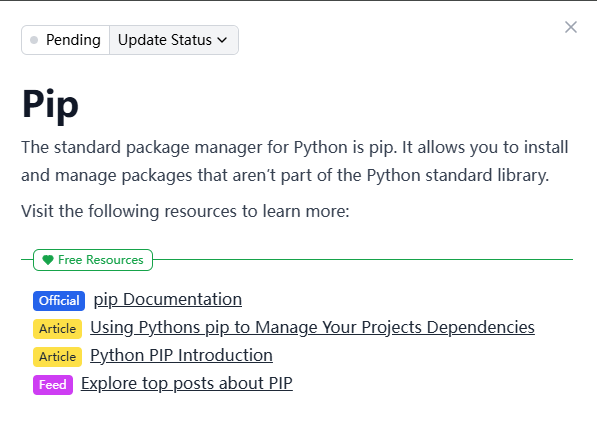 Pending Update Status
Pip
The standard package manager for Python is pip. It allows you to install
and manage packages that aren’t part of the Python standard library.
Visit the following resources to learn more:
Free Resources
Official pip Documentation
Article Using Pythons pip to Manage Your Projects Dependencies
Article Python PIP Introduction
Feed Explore top posts about PIP